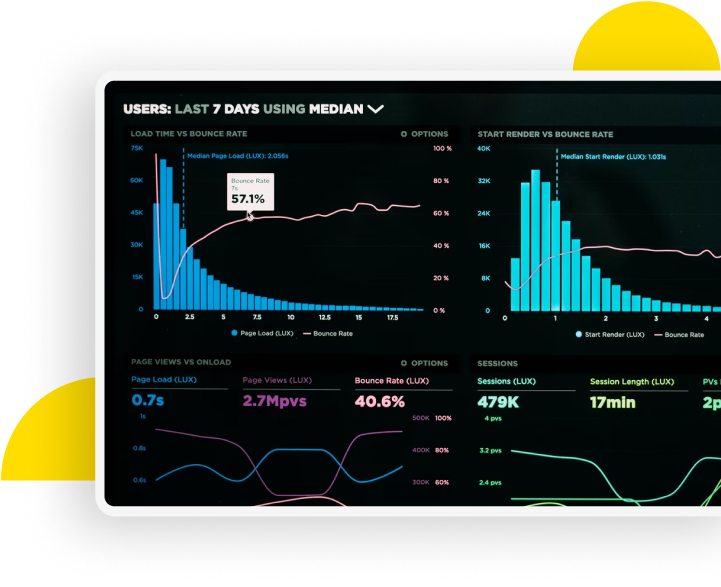 USERS: LAST 7 DAYS USING MEDIAN
LOAD TIME VS BOUNCE RATE
OPTIONS
75K
60K
45K
30K
15K
0
100 %
80 %
60 %
40 %
20 %
0 %
Median Page Load (LUX): 2.056s
Bounce Rate
7s
57.1%
0 2.5 5 7.5 10 12.5 15 17.5
Page Load (LUX) Bounce Rate
START RENDER VS BOUNCE RATE
40K
32K
24K
16K
8K
0
Median Start Render (LUX): 1.031s
0 1 2 3 4
Start Render (LUX) Bounce Rate
PAGE VIEWS VS ONLOAD
OPTIONS
Page Load (LUX)
0.7s
Page Views (LUX)
2.7Mpvs
Bounce Rate (LUX)
40.6%
1s
0.8s
0.6s
500K 100%
400K 80%
300K 60%
SESSIONS
Sessions (LUX)
479K
Session Length (LUX)
17min
PVs
2p
4 pvs
3.2 pvs
2.4 pvs